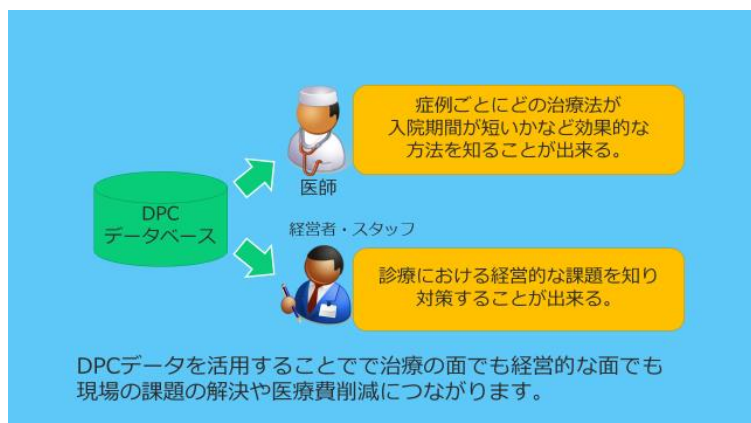 症例ごとにどの治療法が
入院期間が短いかなど効果的な
方法を知ることが出来る。
医師
DPC
データベース
経営者・スタッフ
診療における経営的な課題を知り
対策することが出来る。
DPCデータを活用することでで治療の面でも経営的な面でも
現場の課題の解決や医療費削減につながります。